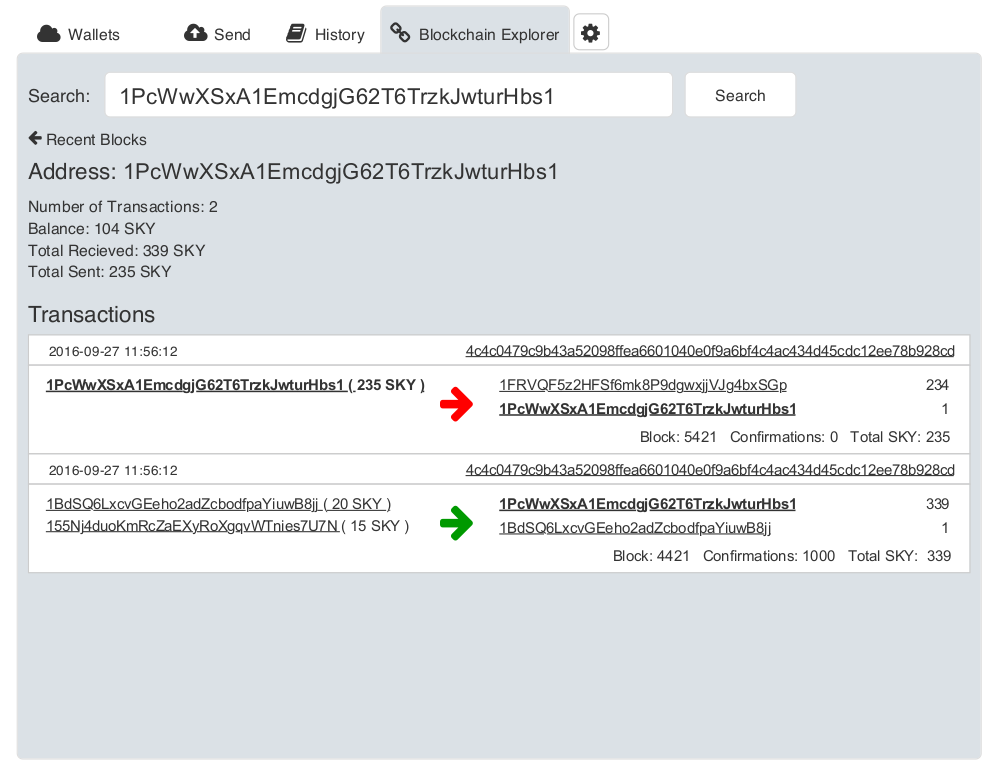 Wallets Send History Blockchain Explorer
Search: 1PcWwXSxA1EmcdgjG62T6TrzkJwturHbs1 Search
Recent Blocks
Address: 1PcWwXSxA1EmcdgjG62T6TrzkJwturHbs1
Number of Transactions: 2
Balance: 104 SKY
Total Recieved: 339 SKY
Total Sent: 235 SKY
Transactions
2016-09-27 11:56:12 4c4c0479c9b43a52098ffea6601040e0f9a6bf4c4ac434d45cdc12ee78b928cd
1PcWwXSxA1EmcdgjG62T6TrzkJwturHbs1 ( 235 SKY ) 1FRVQF5z2HFSf6mk8P9dgwxjjVJg4bxSGp 234
1PcWwXSxA1EmcdgjG62T6TrzkJwturHbs1 1
Block: 5421 Confirmations: 0 Total SKY: 235
2016-09-27 11:56:12 4c4c0479c9b43a52098ffea6601040e0f9a6bf4c4ac434d45cdc12ee78b928cd
1BdSQ6LxcvGEeho2adZcbodfpaYiuwB8jj ( 20 SKY ) 1PcWwXSxA1EmcdgjG62T6TrzkJwturHbs1 339
155Nj4duoKmRcZaEXyRoXgqvWTnies7U7N ( 15 SKY ) 1BdSQ6LxcvGEeho2adZcbodfpaYiuwB8jj 1
Block: 4421 Confirmations: 1000 Total SKY: 339